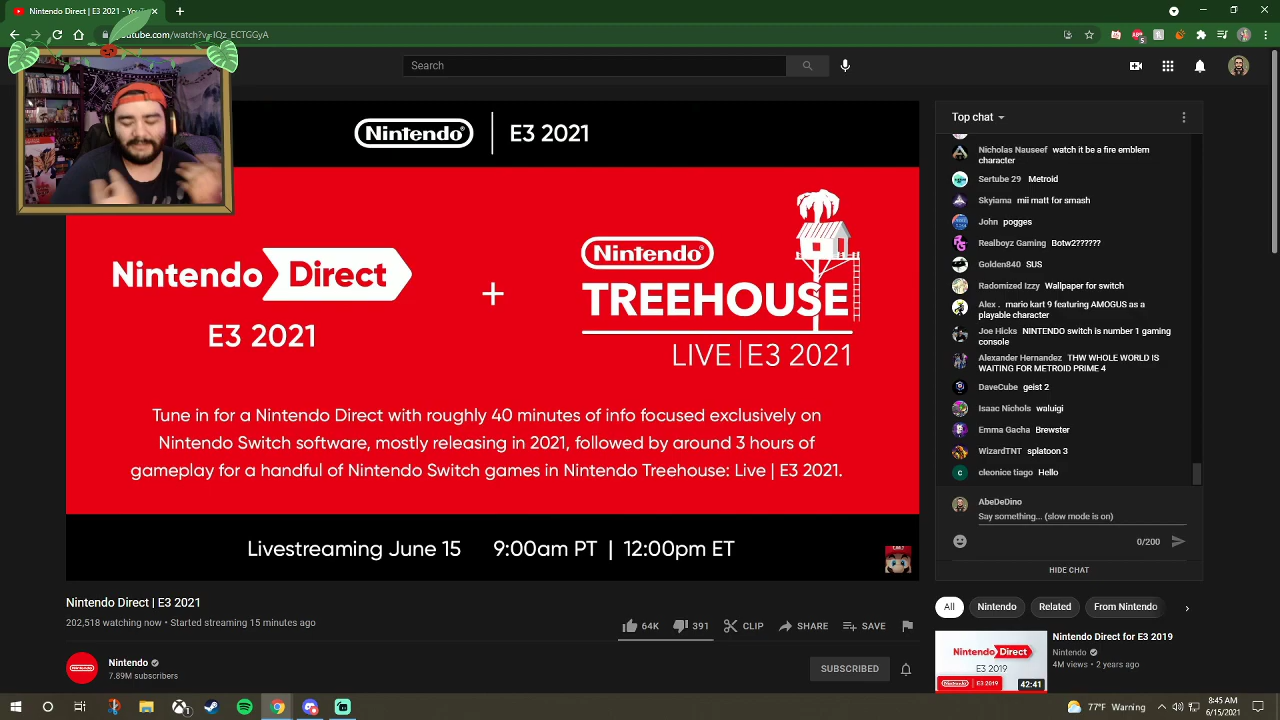 Nintendo Direct | E3 2021
youtube.com/watch?v=lQz_ECTGGyA
Search
Nintendo | E3 2021
Nintendo Direct
E3 2021
+
Nintendo
TREEHOUSE
LIVE | E3 2021
Tune in for a Nintendo Direct with roughly 40 minutes of info focused exclusively on
Nintendo Switch software, mostly releasing in 2021, followed by around 3 hours of
gameplay for a handful of Nintendo Switch games in Nintendo Treehouse: Live | E3 2021.
Livestreaming June 15 9:00am PT | 12:00pm ET
Nintendo Direct | E3 2021
202,518 watching now • Started streaming 15 minutes ago
64K 391 CLIP SHARE SAVE
Nintendo
7.89M subscribers
SUBSCRIBED
Top chat
Nicholas Nauseef watch it be a fire emblem
character
Sertube 29 Metroid
Skyiama mii matt for smash
John pogges
Realboyz Gaming Botw2??????
Golden840 SUS
Radomized Izzy Wallpaper for switch
Alex . mario kart 9 featuring AMOGUS as a
playable character
Joe Hicks NINTENDO switch is number 1 gaming
console
Alexander Hernandez THW WHOLE WORLD IS
WAITING FOR METROID PRIME 4
DaveCube geist 2
Isaac Nichols waluigi
Emma Gacha Brewster
WizardTNT splatoon 3
cleonice tiago Hello
AbeDeDino
Say something... (slow mode is on)
0/200
HIDE CHAT
All Nintendo Related From Nintendo
Nintendo Direct
E3 2019
Nintendo | E3 2019
42:41
Nintendo Direct for E3 2019
Nintendo
4M views • 2 years ago
77°F Warning
8:45 AM
6/15/2021